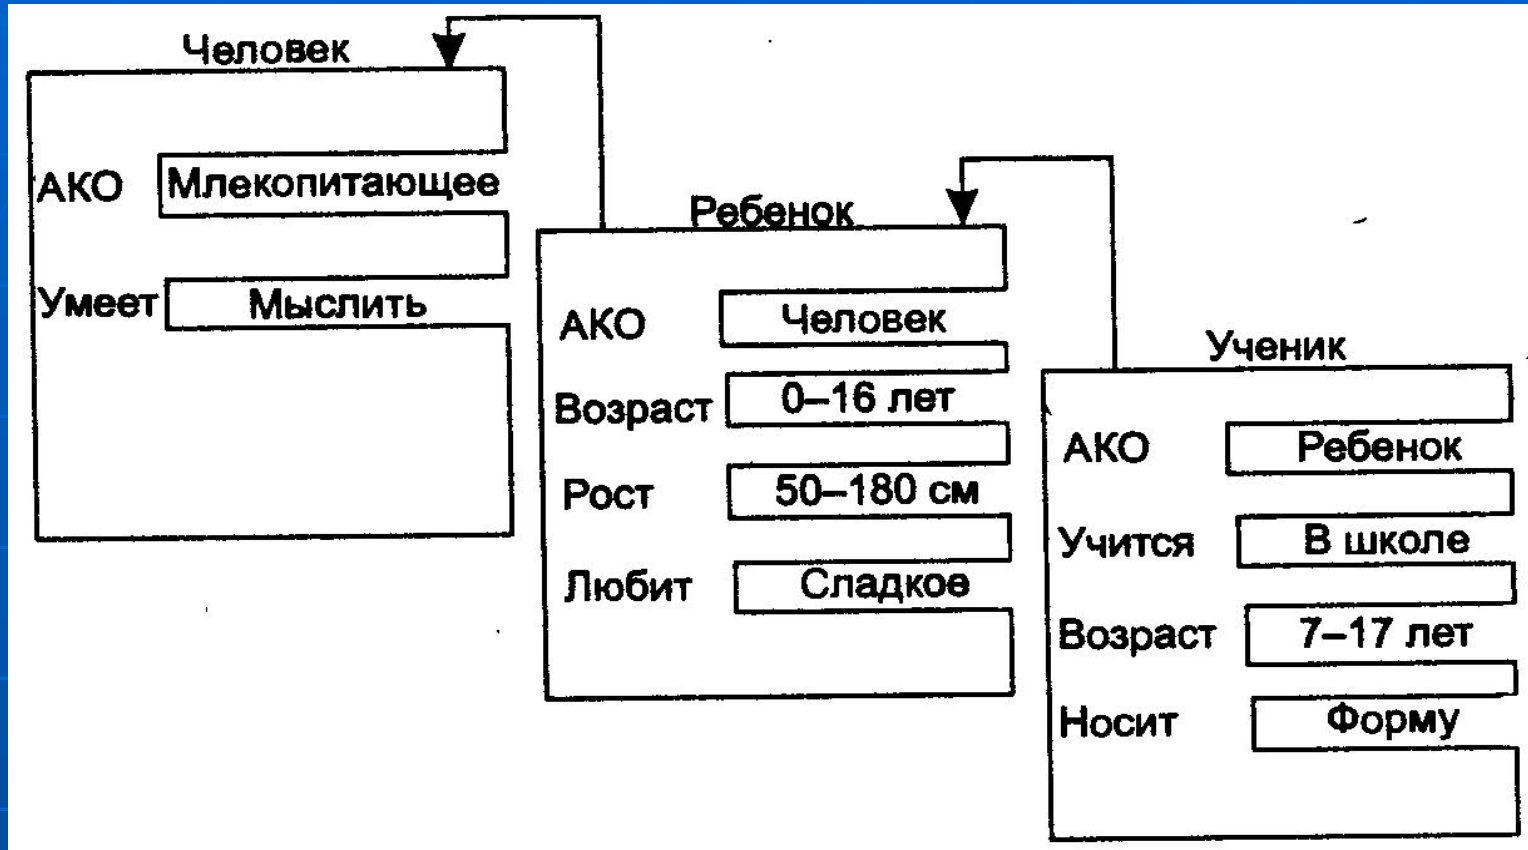 Человек
АКО Млекопитающее
Умеет Мыслить
Ребенок
АКО Человек
Возраст 0–16 лет
Рост 50–180 см
Любит Сладкое
Ученик
АКО Ребенок
Учится В школе
Возраст 7–17 лет
Носит Форму